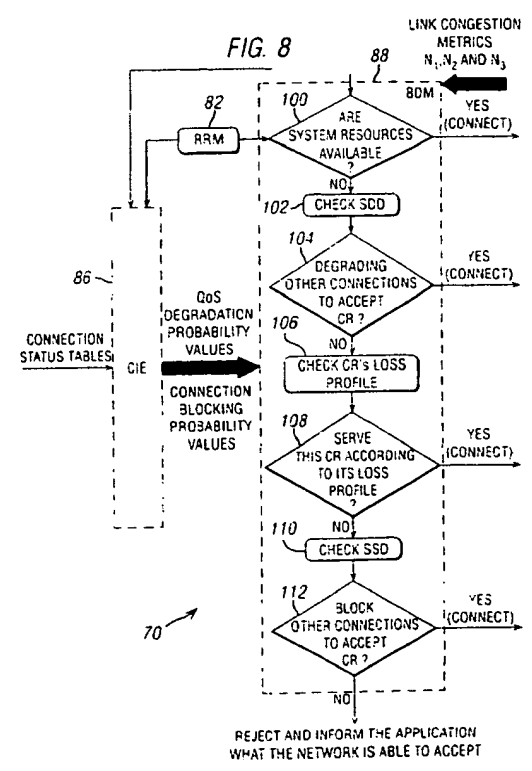 LINK CONGESTION
METRICS
N1, N2 AND N3
FIG. 8
88
BDM
82
RRM
100
ARE
SYSTEM RESOURCES
AVAILABLE
?
YES
(CONNECT)
NO
102
CHECK SDD
104
DEGRADING
OTHER CONNECTIONS
TO ACCEPT
CR ?
YES
(CONNECT)
NO
86
CONNECTION
STATUS TABLES
CIE
QoS
DEGRADATION
PROBABILITY
VALUES
CONNECTION
BLOCKING
PROBABILITY
VALUES
106
CHECK CR's LOSS
PROFILE
108
SERVE
THIS CR ACCORDING
TO ITS LOSS
PROFILE
?
YES
(CONNECT)
NO
110
CHECK SSD
112
BLOCK
OTHER CONNECTIONS
TO ACCEPT
CR ?
YES
(CONNECT)
NO
70
REJECT AND INFORM THE APPLICATION
WHAT THE NETWORK IS ABLE TO ACCEPT